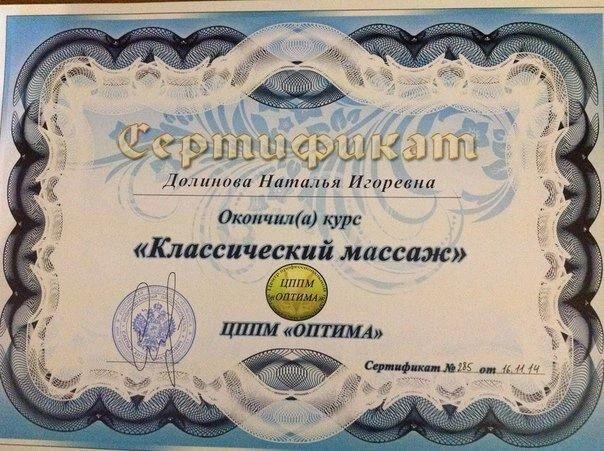 Сертификат
Долинова Наталья Игоревна
Окончил(а) курс
«Классический массаж»
ЦППМ
«ОПТИМА»
ЦППМ «ОПТИМА»
Сертификат № 285 от 16.11.14